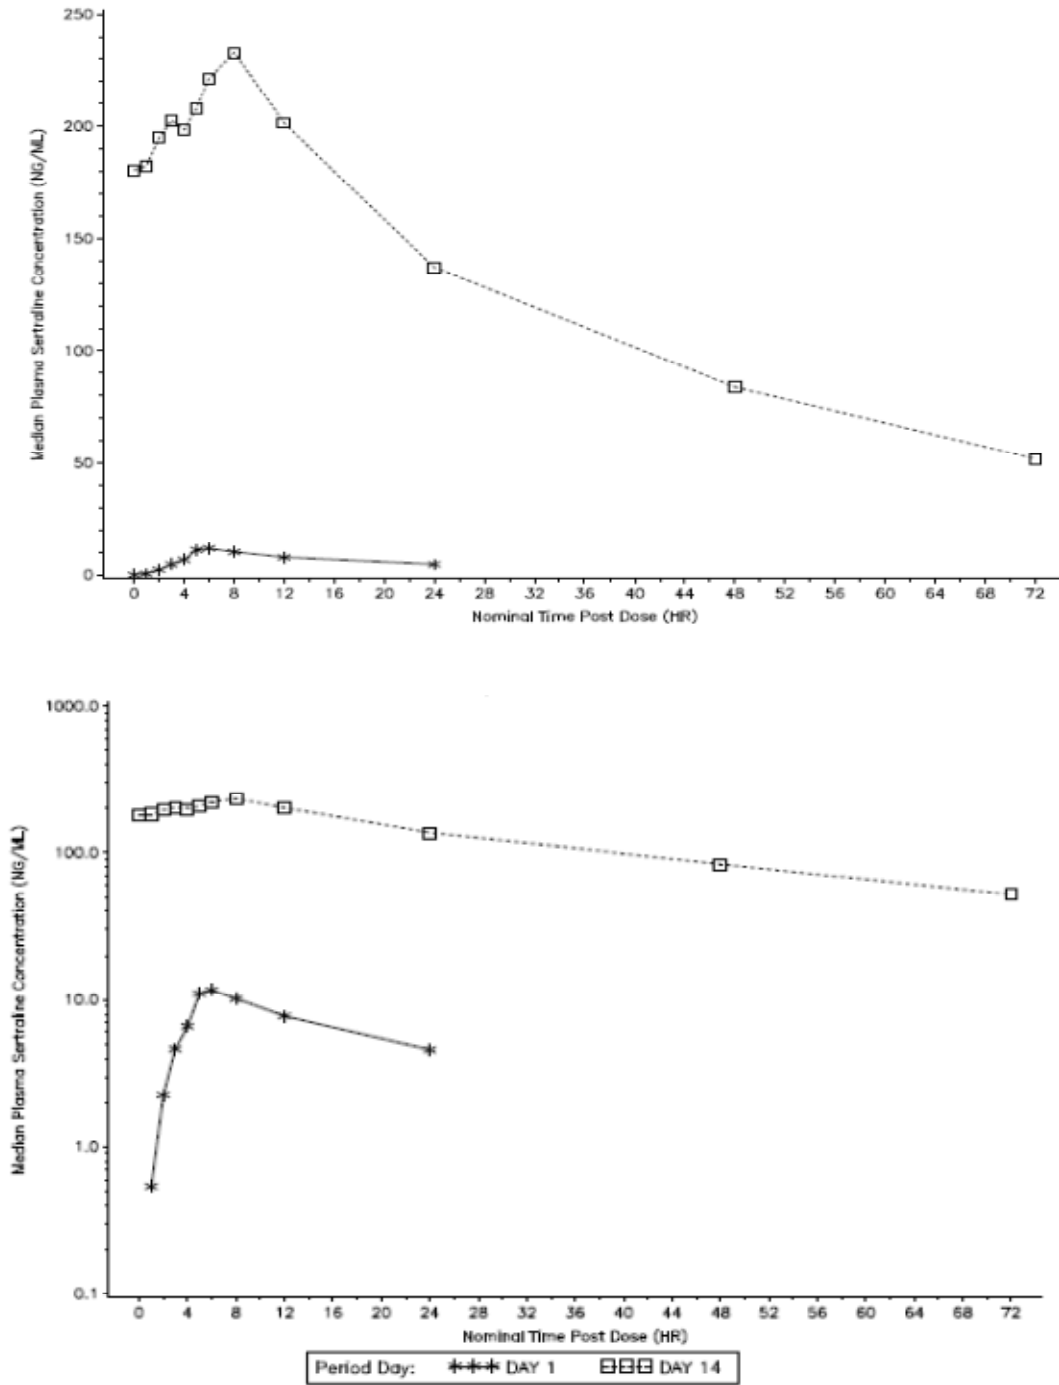 250
200
150
100
50
0
Median Plasma Sertraline Concentration (NG/ML)
0 4 8 12 16 20 24 28 32 36 40 44 48 52 56 60 64 68 72
Nominal Time Post Dose (HR)
1000.0
100.0
10.0
1.0
0.1
Median Plasma Sertraline Concentration (NG/ML)
0 4 8 12 16 20 24 28 32 36 40 44 48 52 56 60 64 68 72
Nominal Time Post Dose (HR)
Period Day: DAY 1 DAY 14